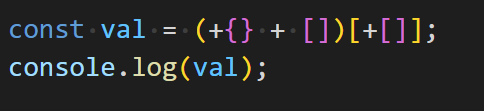 const val = (+{} + [])[+[]];
console.log(val);